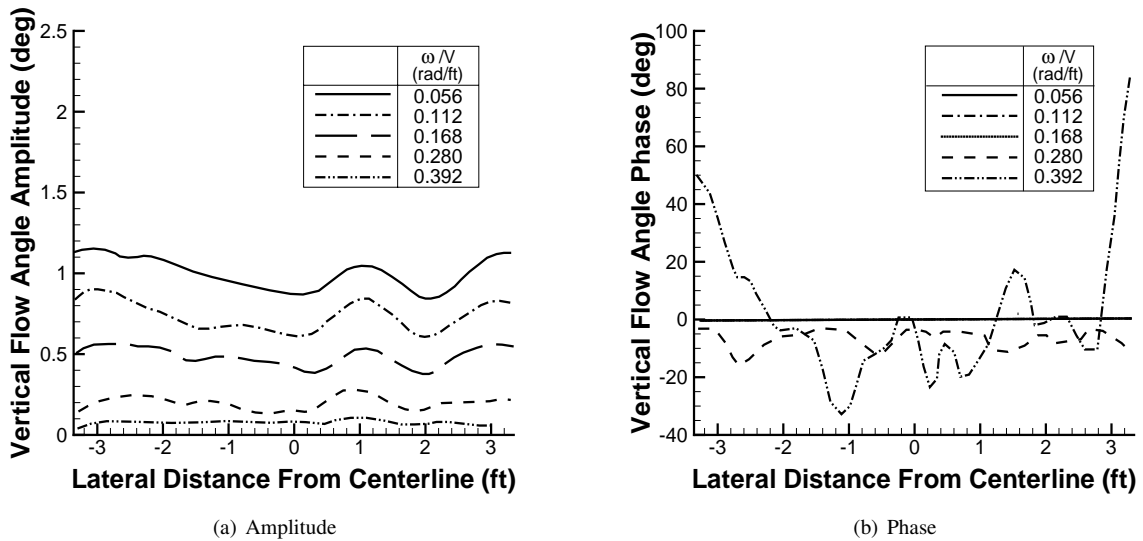 Vertical Flow Angle Amplitude (deg)
2.5
2
1.5
1
0.5
0
ω /V
(rad/ft)
0.056
0.112
0.168
0.280
0.392
-3 -2 -1 0 1 2 3
Lateral Distance From Centerline (ft)
(a) Amplitude
Vertical Flow Angle Phase (deg)
100
80
60
40
20
0
-20
-40
ω /V
(rad/ft)
0.056
0.112
0.168
0.280
0.392
-3 -2 -1 0 1 2 3
Lateral Distance From Centerline (ft)
(b) Phase